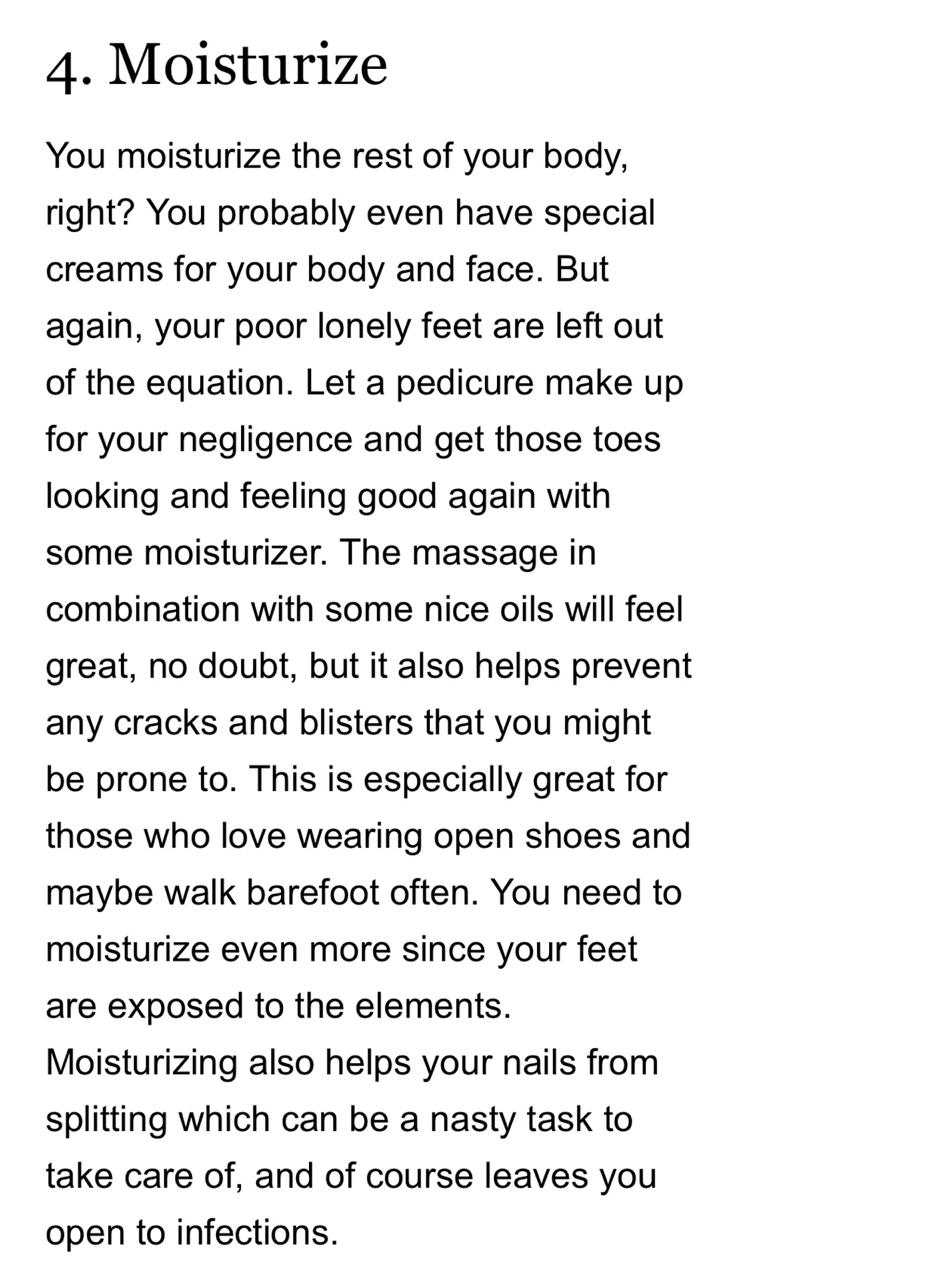 4. Moisturize
You moisturize the rest of your body,
right? You probably even have special
creams for your body and face. But
again, your poor lonely feet are left out
of the equation. Let a pedicure make up
for your negligence and get those toes
looking and feeling good again with
some moisturizer. The massage in
combination with some nice oils will feel
great, no doubt, but it also helps prevent
any cracks and blisters that you might
be prone to. This is especially great for
those who love wearing open shoes and
maybe walk barefoot often. You need to
moisturize even more since your feet
are exposed to the elements.
Moisturizing also helps your nails from
splitting which can be a nasty task to
take care of, and of course leaves you
open to infections.